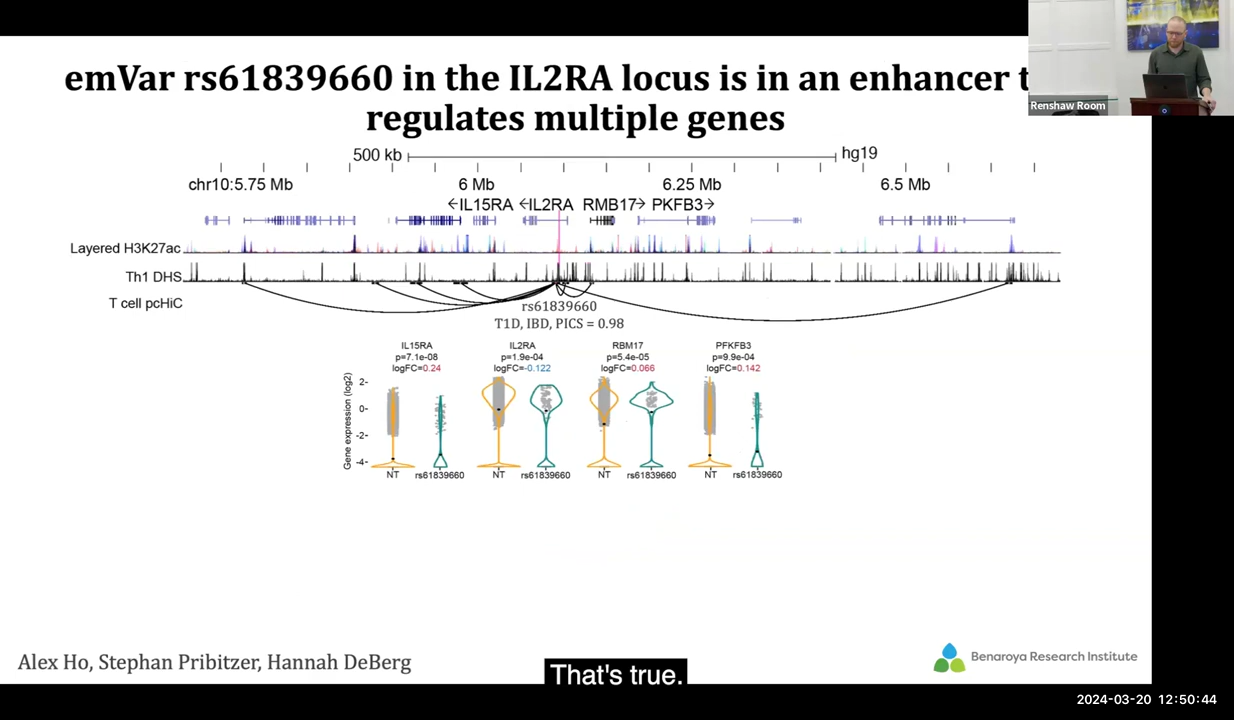 emVar rs61839660 in the IL2RA locus is in an enhancer t
regulates multiple genes
Renshaw Room
500 kb
hg19
chr10:5.75 Mb
6 Mb
6.25 Mb
6.5 Mb
←IL15RA ←IL2RA RMB17→ PKFB3→
Layered H3K27ac
Th1 DHS
T cell pcHiC
rs61839660
T1D, IBD, PICS = 0.98
IL15RA
p=7.1e-08
logFC=0.24
IL2RA
p=1.9e-04
logFC=-0.122
RBM17
p=5.4e-05
logFC=0.066
PFKFB3
p=9.9e-04
logFC=0.142
Gene expression (log2)
2-
0-
-2-
-4-
NT rs61839660 NT rs61839660 NT rs61839660 NT rs61839660
Alex Ho, Stephan Pribitzer, Hannah DeBerg
Benaroya Research Institute
That's true.
2024-03-20 12:50:44